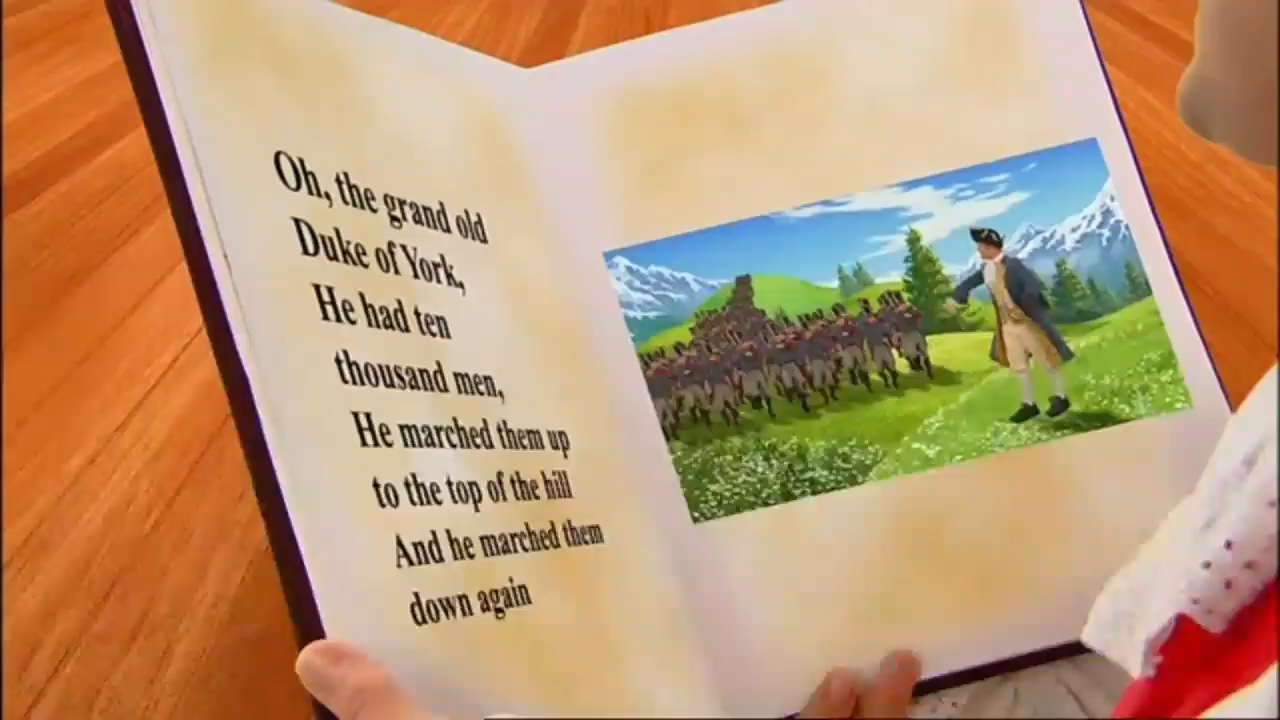 Oh, the grand old
Duke of York,
He had ten
thousand men,
He marched them up
to the top of the hill
And he marched them
down again